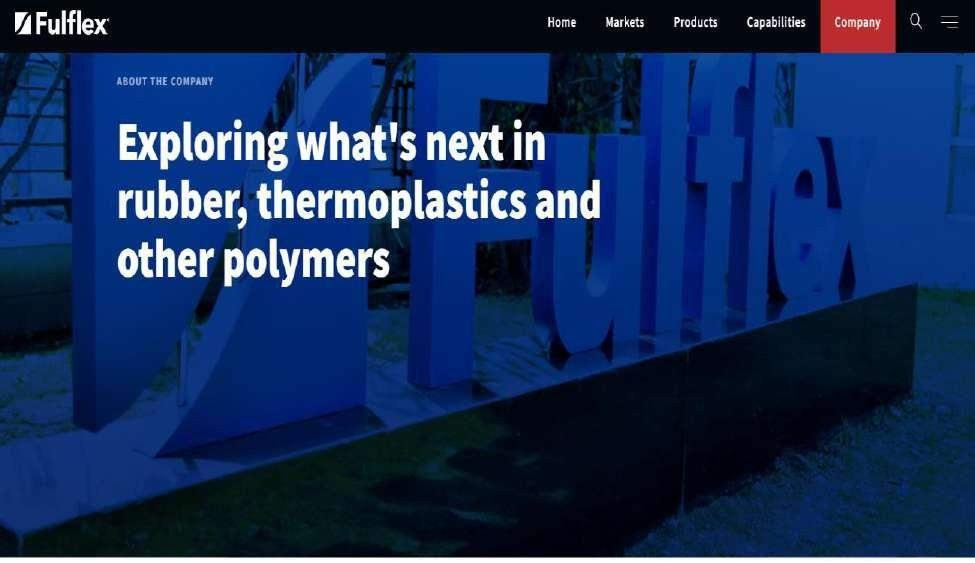 Fulflex
Home Markets Products Capabilities Company
ABOUT THE COMPANY
Exploring what's next in
rubber, thermoplastics and
other polymers
Fulflex